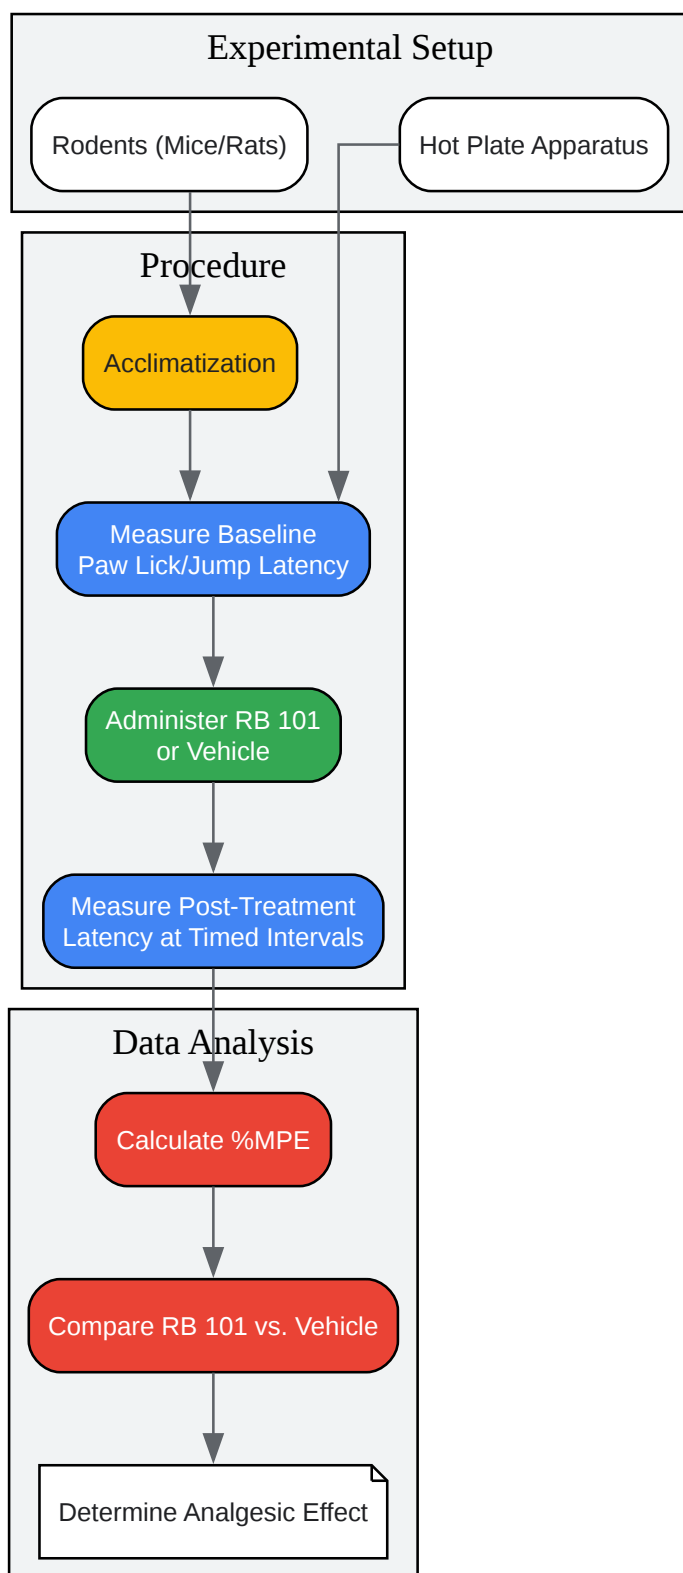 Experimental Setup
Rodents (Mice/Rats)
Hot Plate Apparatus
Procedure
Acclimatization
Measure Baseline
Paw Lick/Jump Latency
Administer RB 101
or Vehicle
Measure Post-Treatment
Latency at Timed Intervals
Data Analysis
Calculate %MPE
Compare RB 101 vs. Vehicle
Determine Analgesic Effect